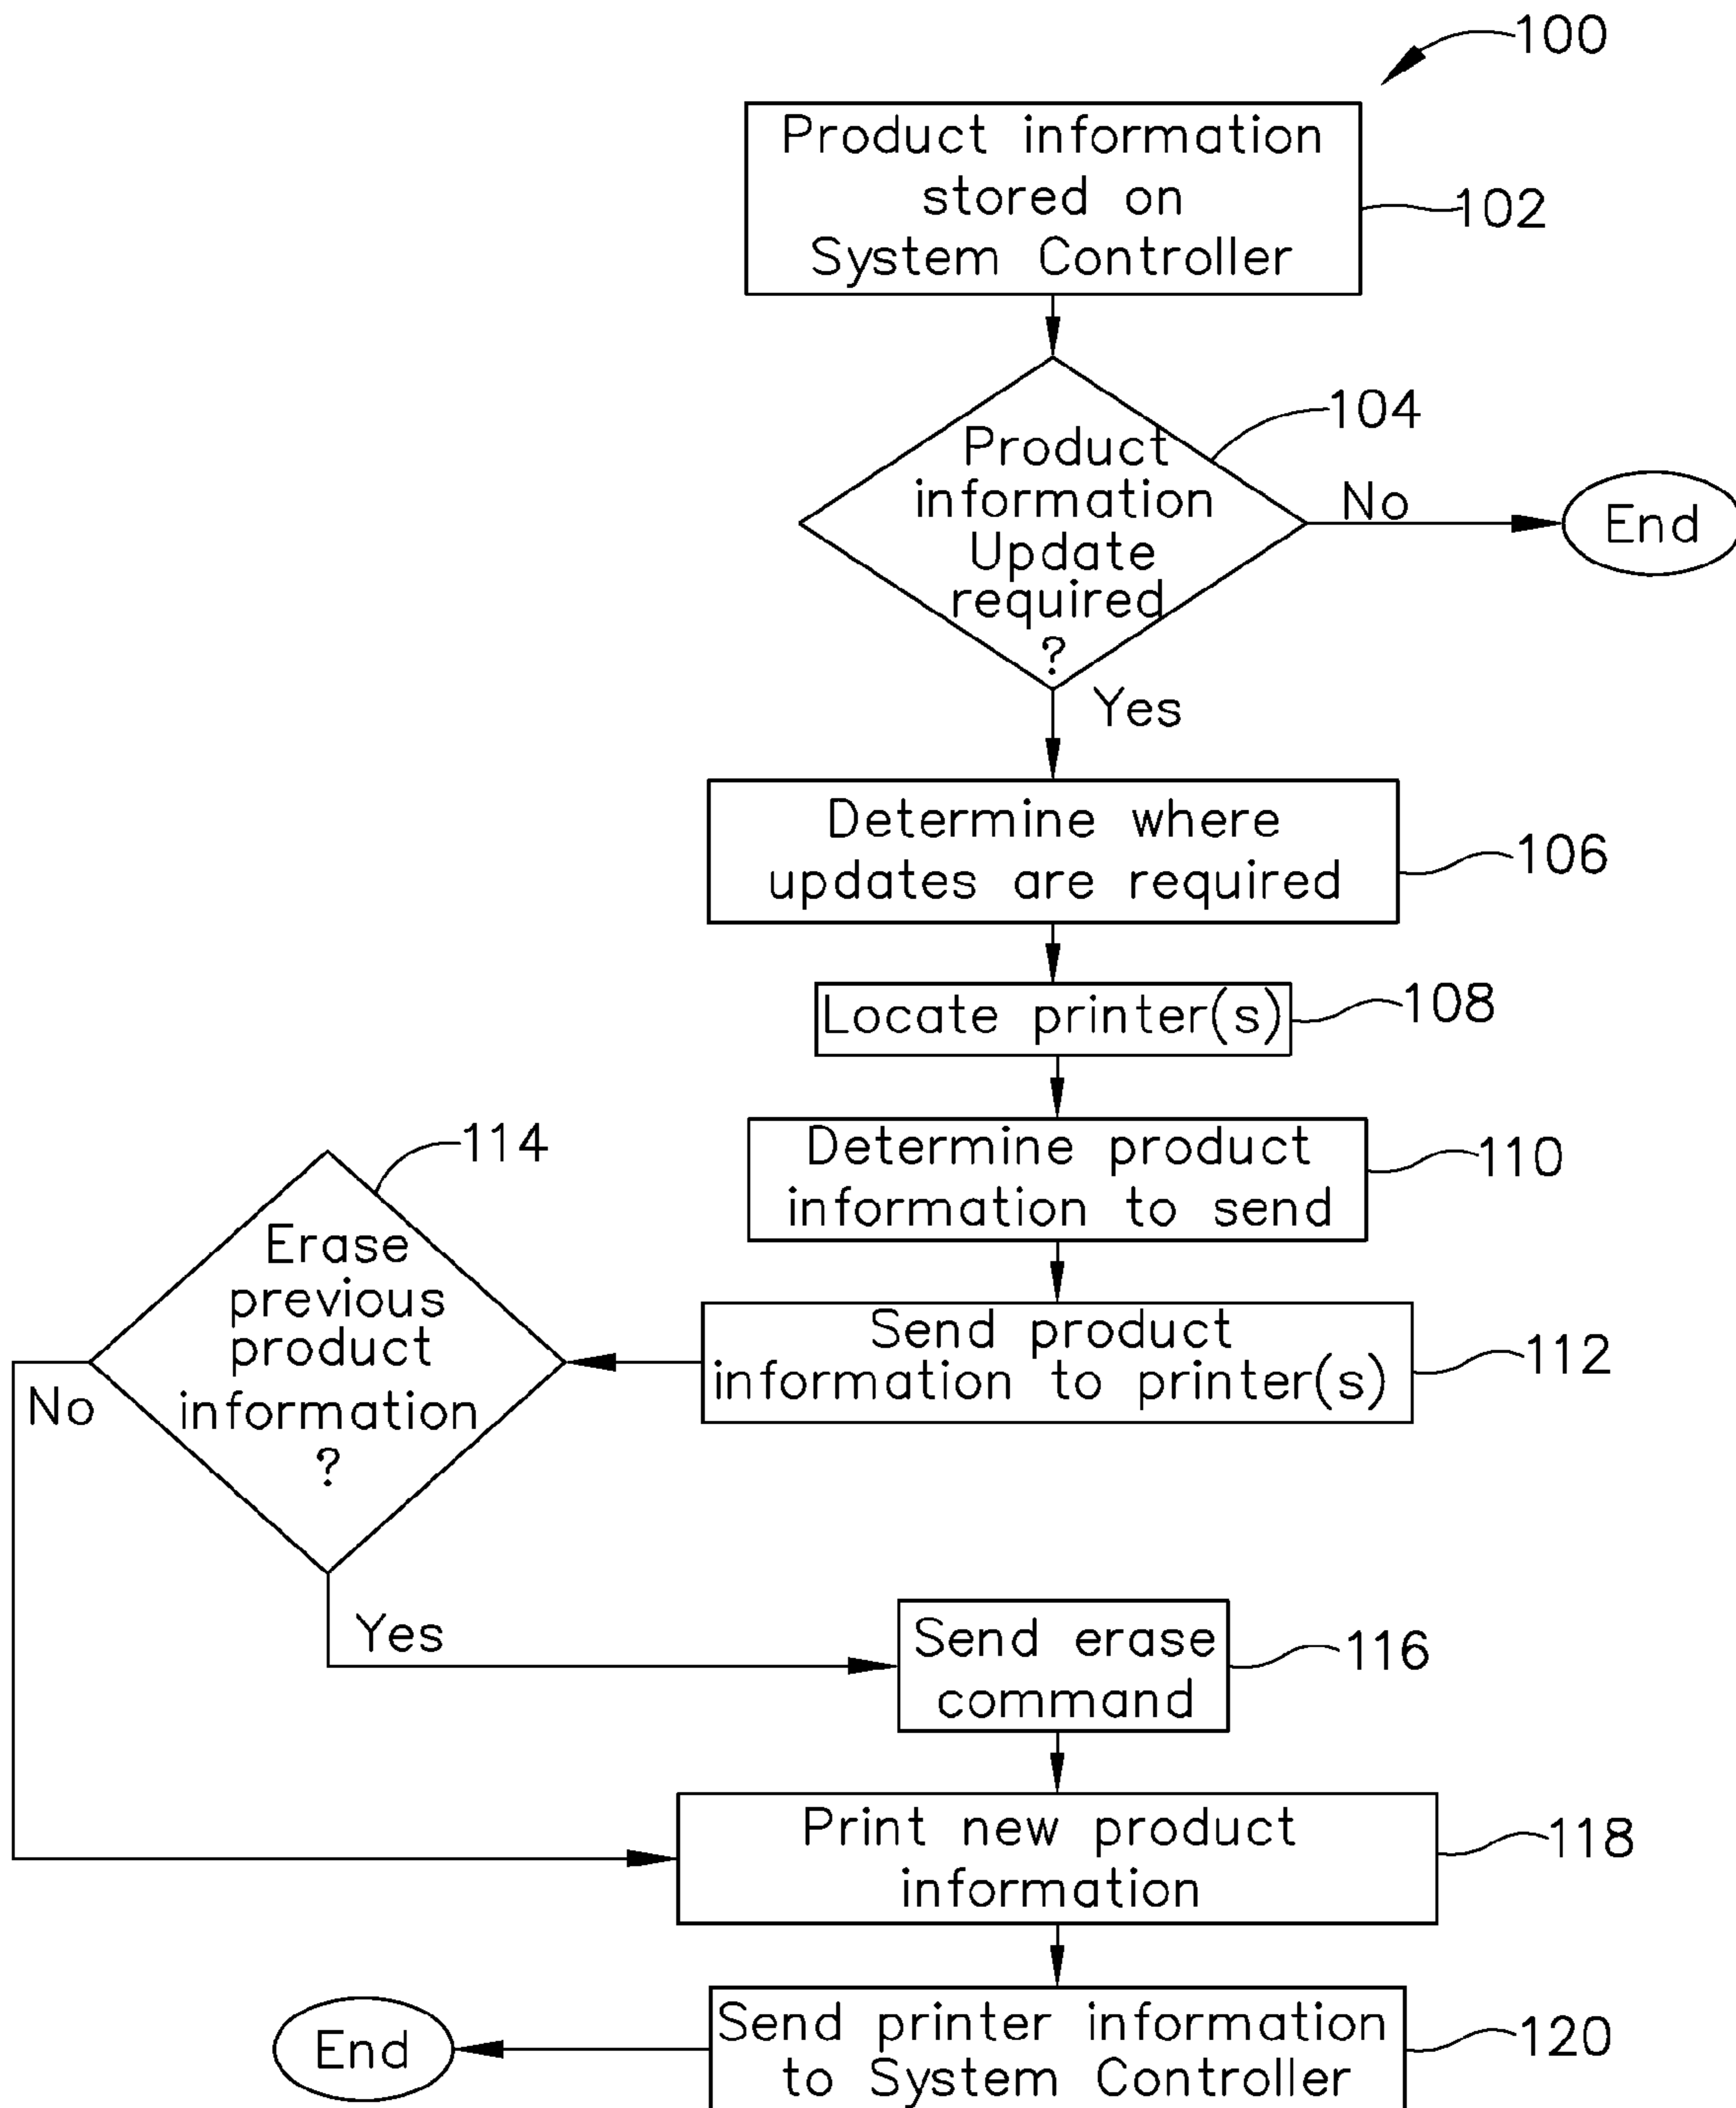 100
Product information
stored on
System Controller
102
Product
information
Update
required
?
104
No
End
Yes
Determine where
updates are required
106
Locate printer(s)
108
Determine product
information to send
110
Send product
information to printer(s)
112
114
Erase
previous
product
information
?
No
Yes
Send erase
command
116
Print new product
information
118
Send printer information
to System Controller
120
End